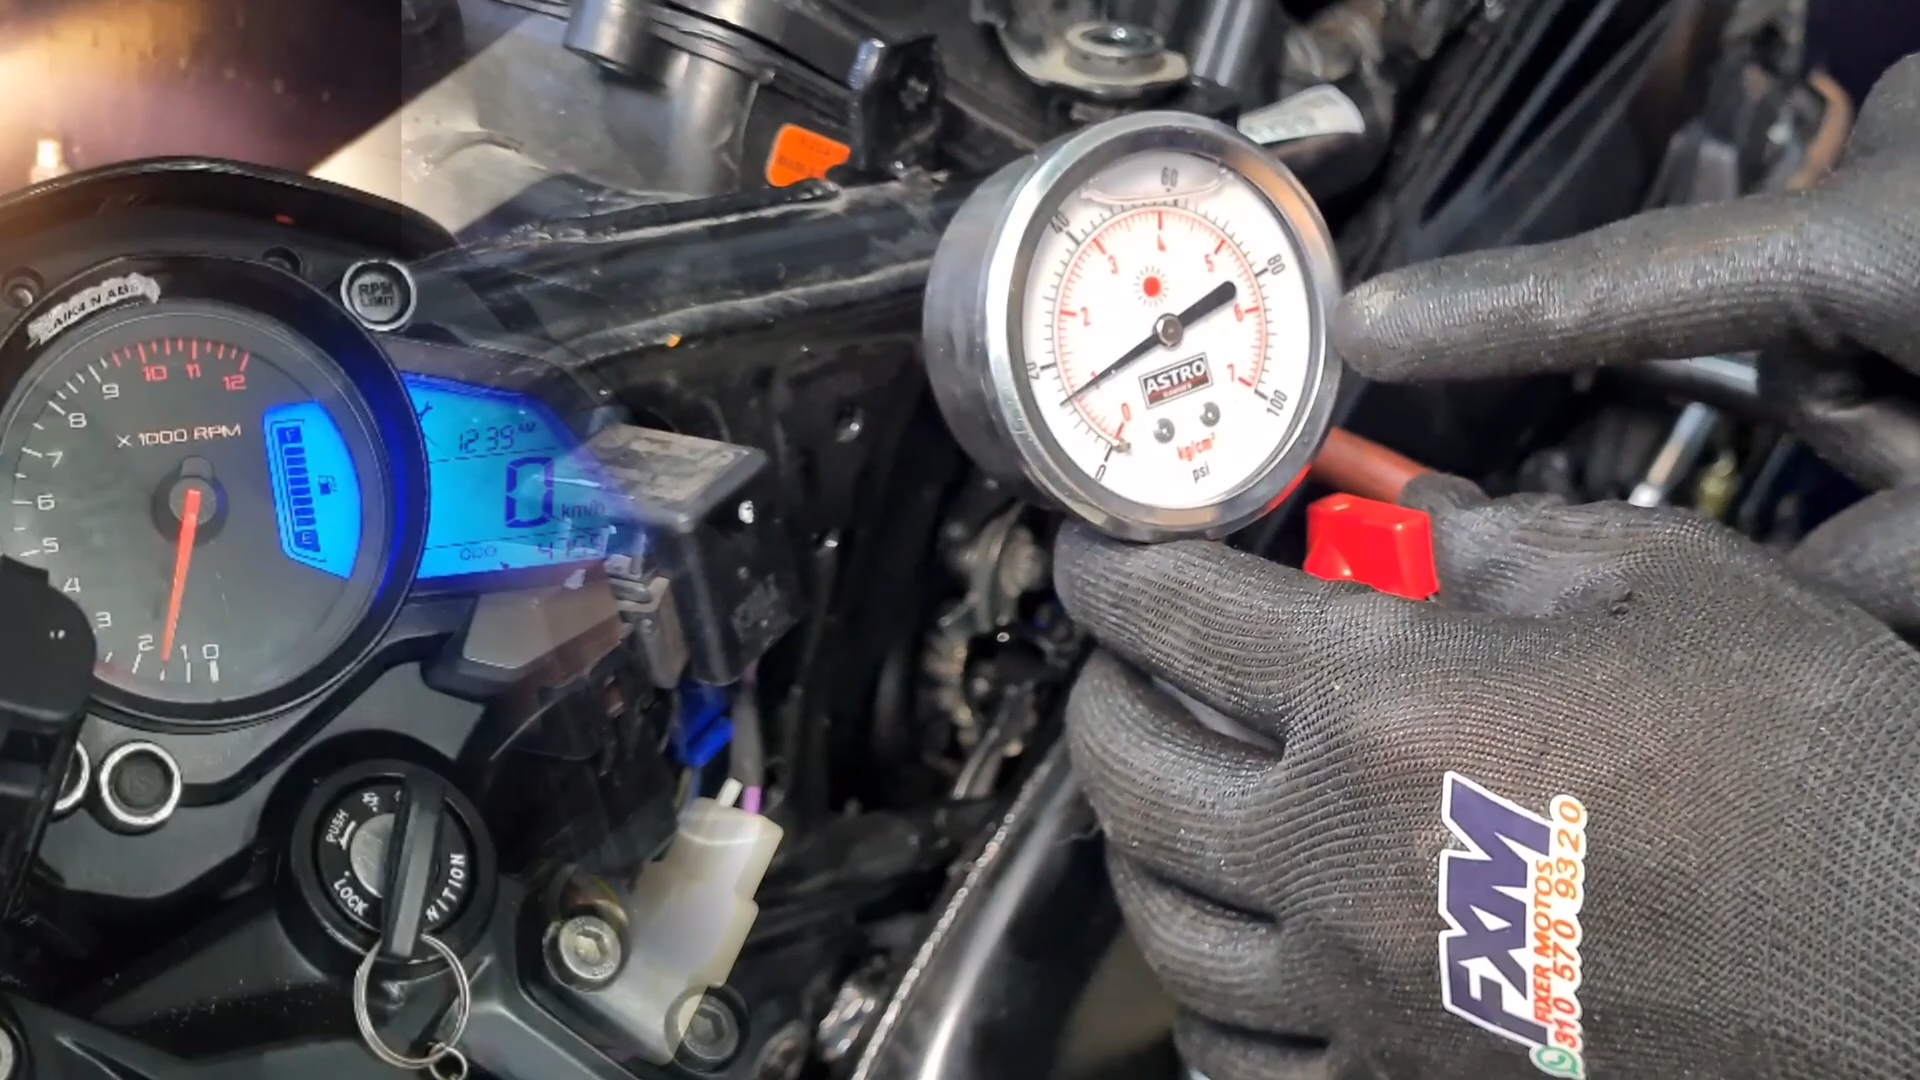 RPM
LIMIT
9
10
11
12
8
7
6
5
4
3
2
1
0
X 1000 RPM
F
E
12 39 AM
0
km/h
ODO
PUSH
LOCK
NITION
0
20
40
60
80
100
0
1
2
3
4
5
6
7
ASTRO
kg/cm²
psi
FXM
FIXER MOTOS
310 570 9320